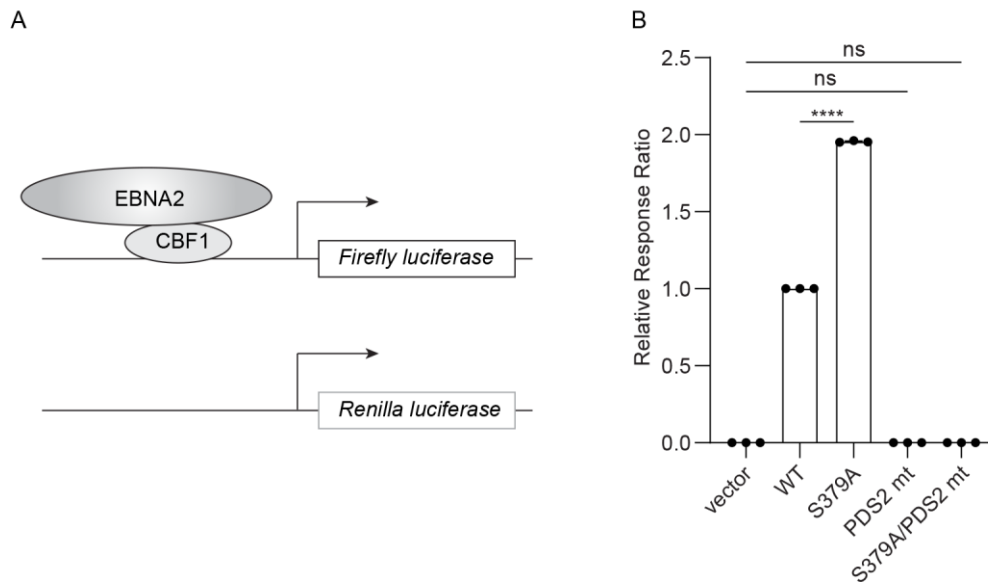 A
EBNA2
CBF1
Firefly luciferase
Renilla luciferase
B
ns
ns
****
Relative Response Ratio
2.5
2.0
1.5
1.0
0.5
0.0
vector
WT
S379A
PDS2 mt
S379A/PDS2 mt